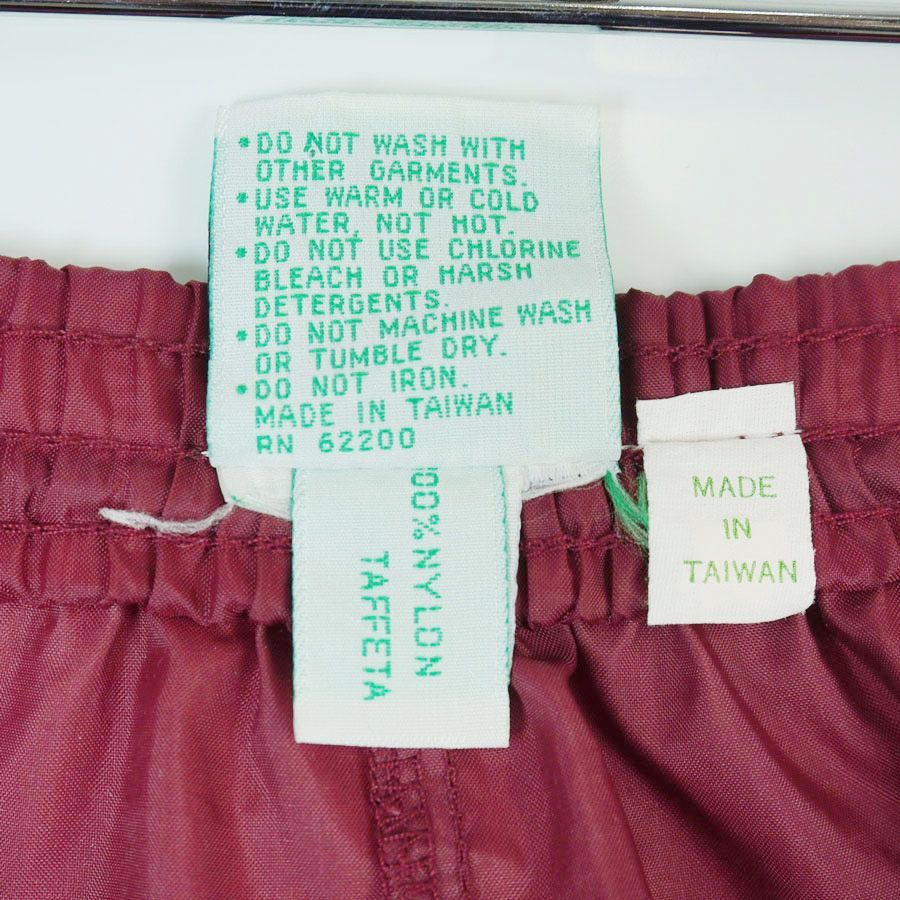 *DO NOT WASH WITH
OTHER GARMENTS.
*USE WARM OR COLD
WATER, NOT HOT.
*DO NOT USE CHLORINE
BLEACH OR HARSH
DETERGENTS.
*DO NOT MACHINE WASH
OR TUMBLE DRY.
*DO NOT IRON.
MADE IN TAIWAN
RN 62200
100% NYLON
TAFFETA
MADE
IN
TAIWAN